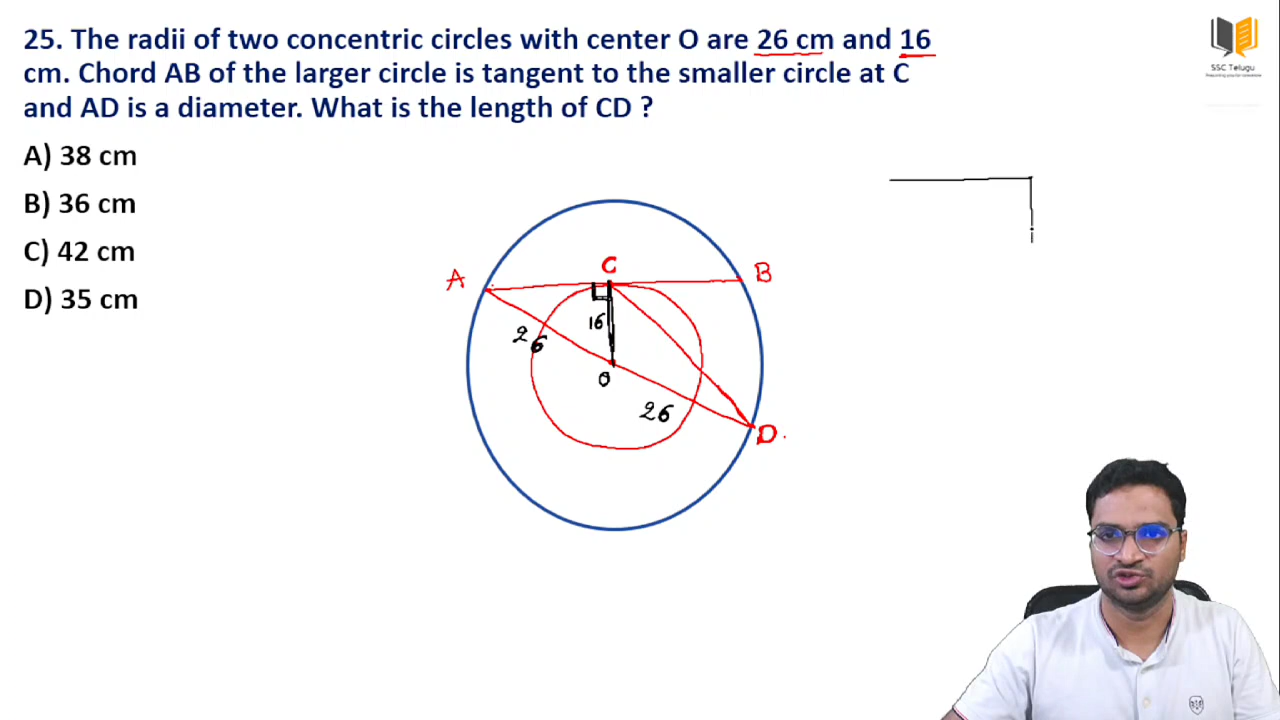 25. The radii of two concentric circles with center O are 26 cm and 16
cm. Chord AB of the larger circle is tangent to the smaller circle at C
and AD is a diameter. What is the length of CD ?
A) 38 cm
B) 36 cm
C) 42 cm
D) 35 cm
SSC Telugu
A
C
B
16
26
O
26
D.